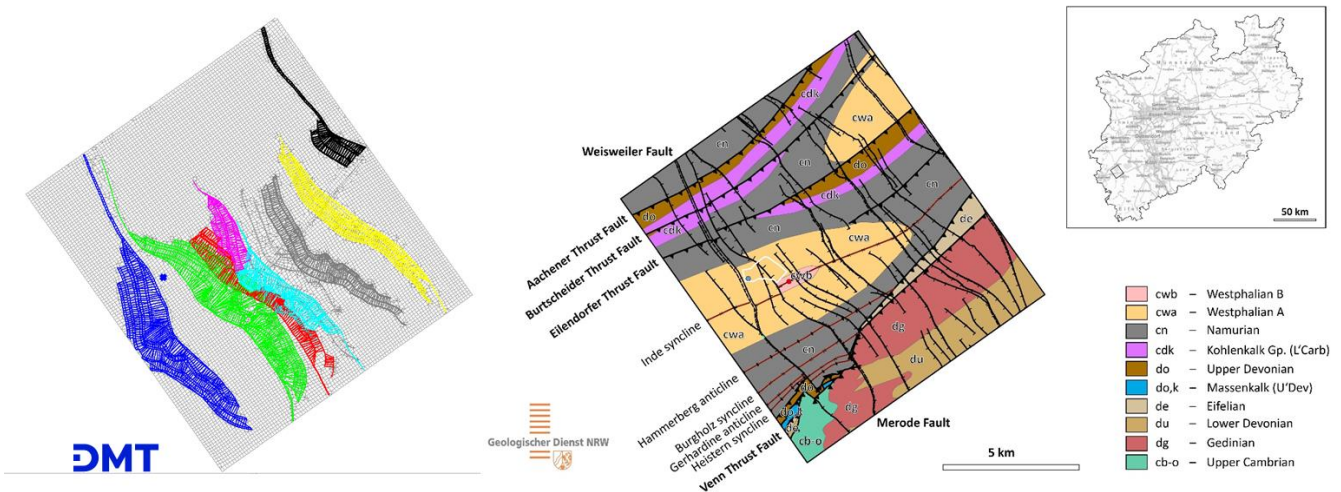 DMT
Geologischer Dienst NRW
Weisweiler Fault
Aachener Thrust Fault
Burtscheider Thrust Fault
Eilendorfer Thrust Fault
Inde syncline
Hammerberg anticline
Burgholz syncline
Gerhardine anticline
Heistern syncline
Venn Thrust Fault
Merode Fault
cdk
cwa
cn
cn
do
cdk
cn
do
cdk
cn
de
cwa
cwb
cwa
dg
cn
du
do
do,k
de
dg
cb-o
5 km
50 km
cwb – Westphalian B
cwa – Westphalian A
cn – Namurian
cdk – Kohlenkalk Gp. (L'Carb)
do – Upper Devonian
do,k – Massenkalk (U'Dev)
de – Eifelian
du – Lower Devonian
dg – Gedinian
cb-o – Upper Cambrian